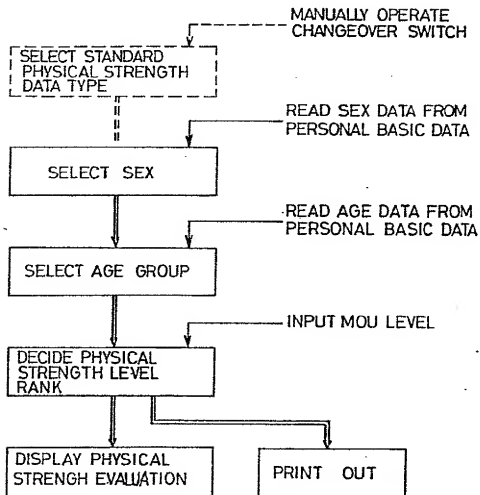 MANUALLY OPERATE
CHANGEOVER SWITCH
SELECT STANDARD
PHYSICAL STRENGTH
DATA TYPE
READ SEX DATA FROM
PERSONAL BASIC DATA
SELECT SEX
READ AGE DATA FROM
PERSONAL BASIC DATA
SELECT AGE GROUP
INPUT MOU LEVEL
DECIDE PHYSICAL
STRENGTH LEVEL
RANK
DISPLAY PHYSICAL
STRENGH EVALUATION
PRINT OUT